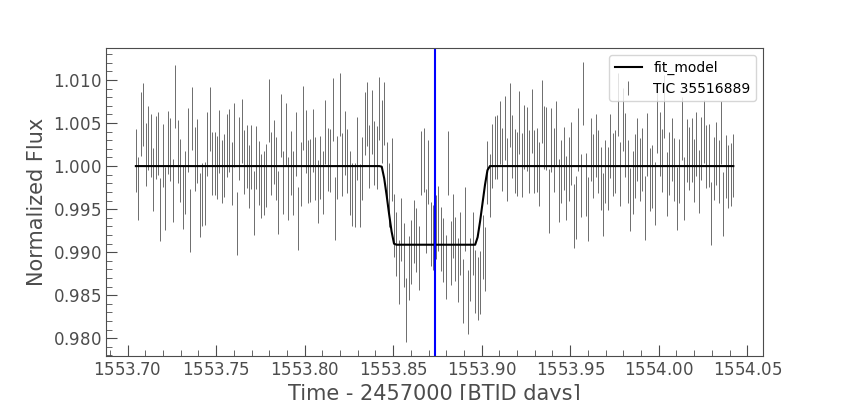 Normalized Flux
1.010
1.005
1.000
0.995
0.990
0.985
0.980
fit_model
TIC 35516889
1553.70 1553.75 1553.80 1553.85 1553.90 1553.95 1554.00 1554.05
Time - 2457000 [BTJD days]